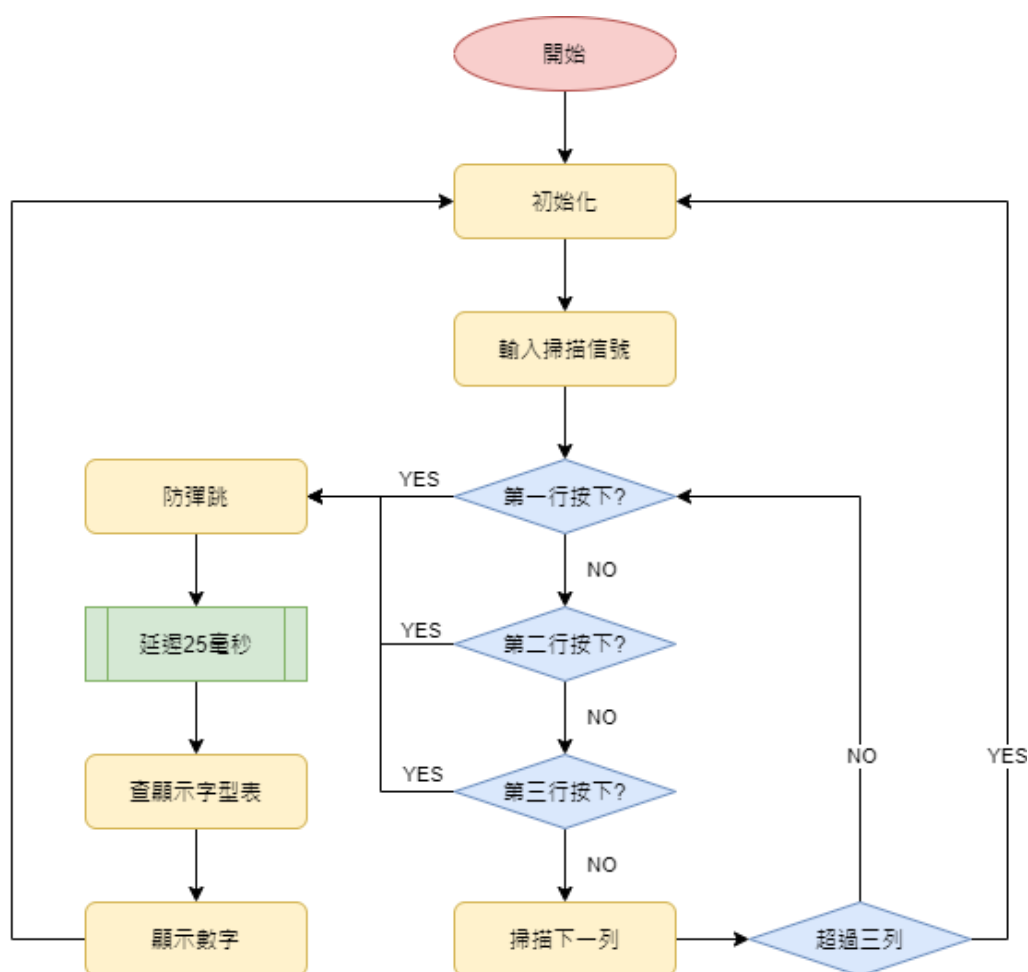 開始
初始化
輸入掃描信號
第一行按下?
YES
防彈跳
NO
延遲25毫秒
第二行按下?
YES
NO
查顯示字型表
第三行按下?
YES
NO
顯示數字
掃描下一列
超過三列
NO
YES